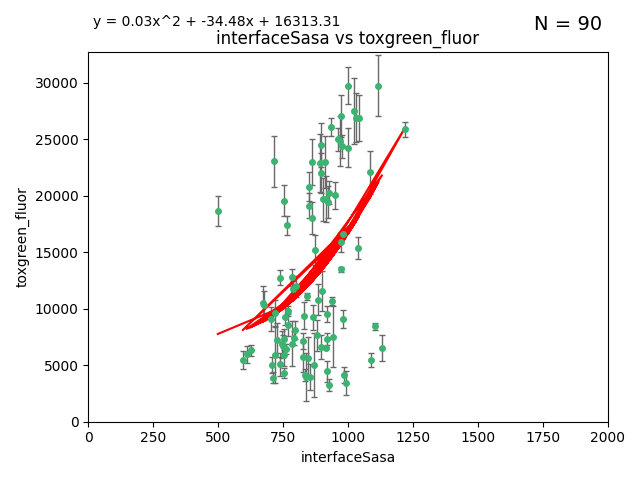 y = 0.03x^2 + -34.48x + 16313.31
N = 90
interfaceSasa vs toxgreen_fluor
30000
25000
20000
15000
10000
5000
0
toxgreen_fluor
0 250 500 750 1000 1250 1500 1750 2000
interfaceSasa